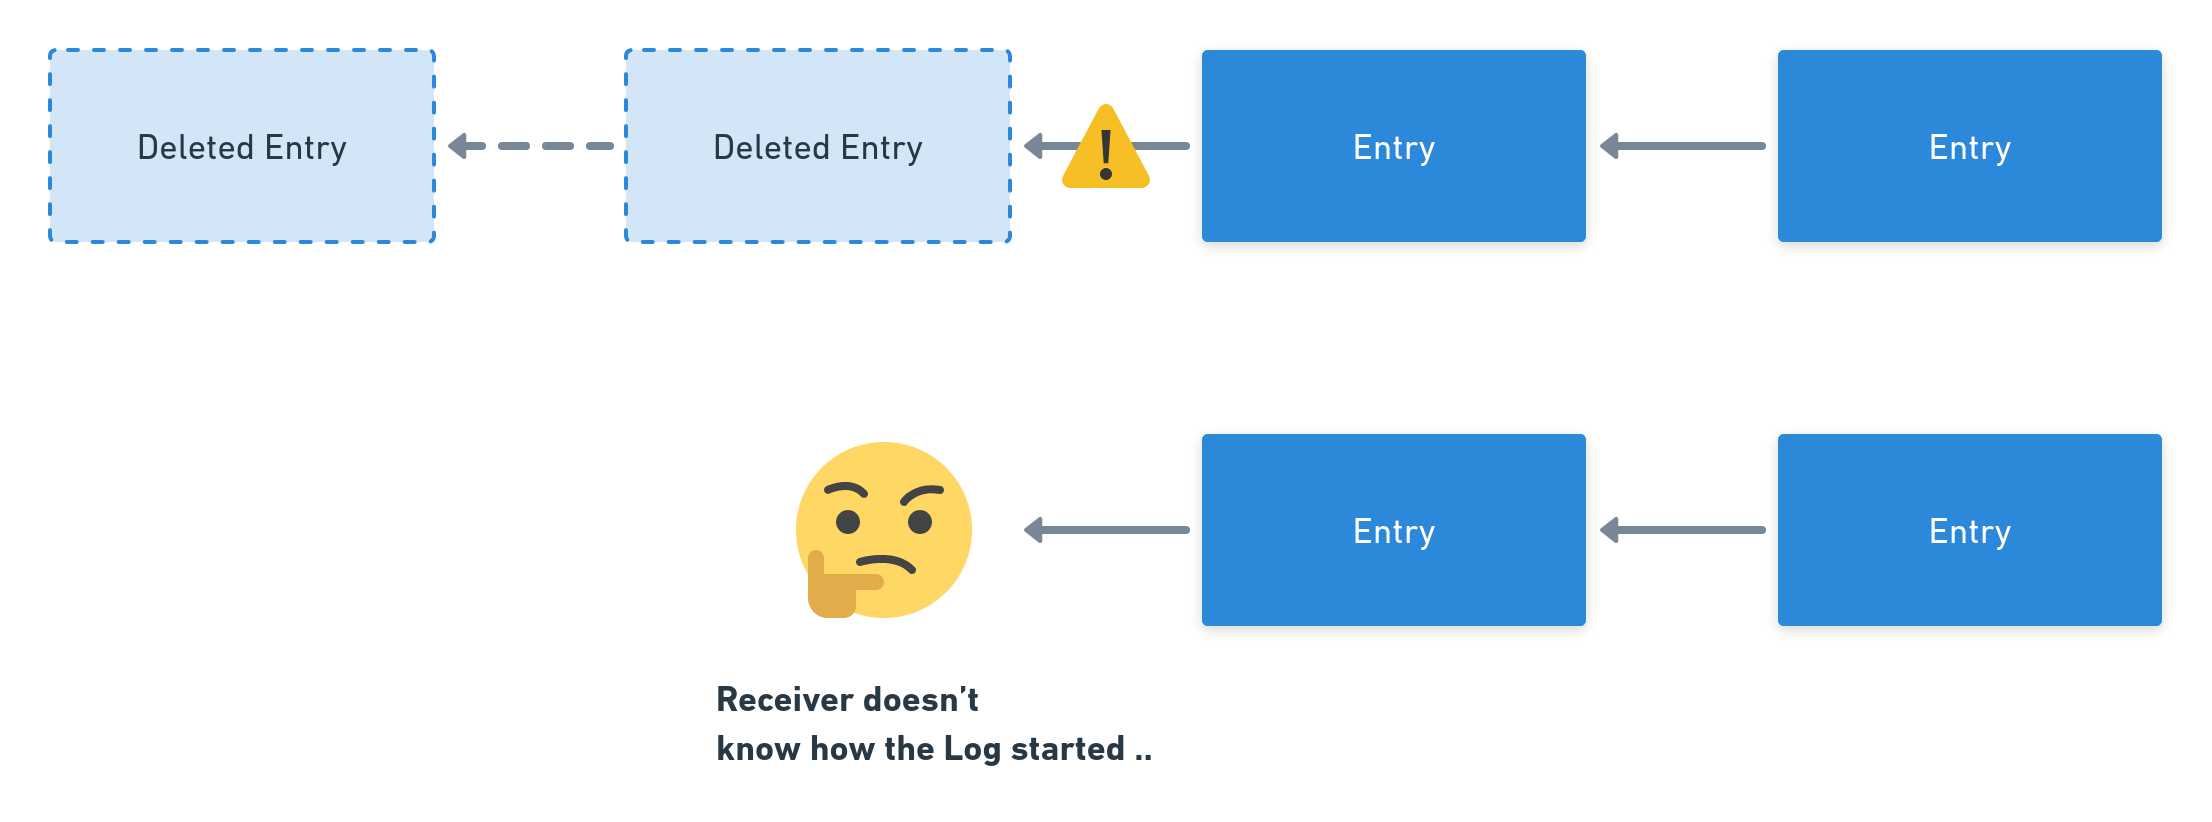 Deleted Entry
Deleted Entry
!
Entry
Entry
Entry
Entry
Receiver doesn’t
know how the Log started ..